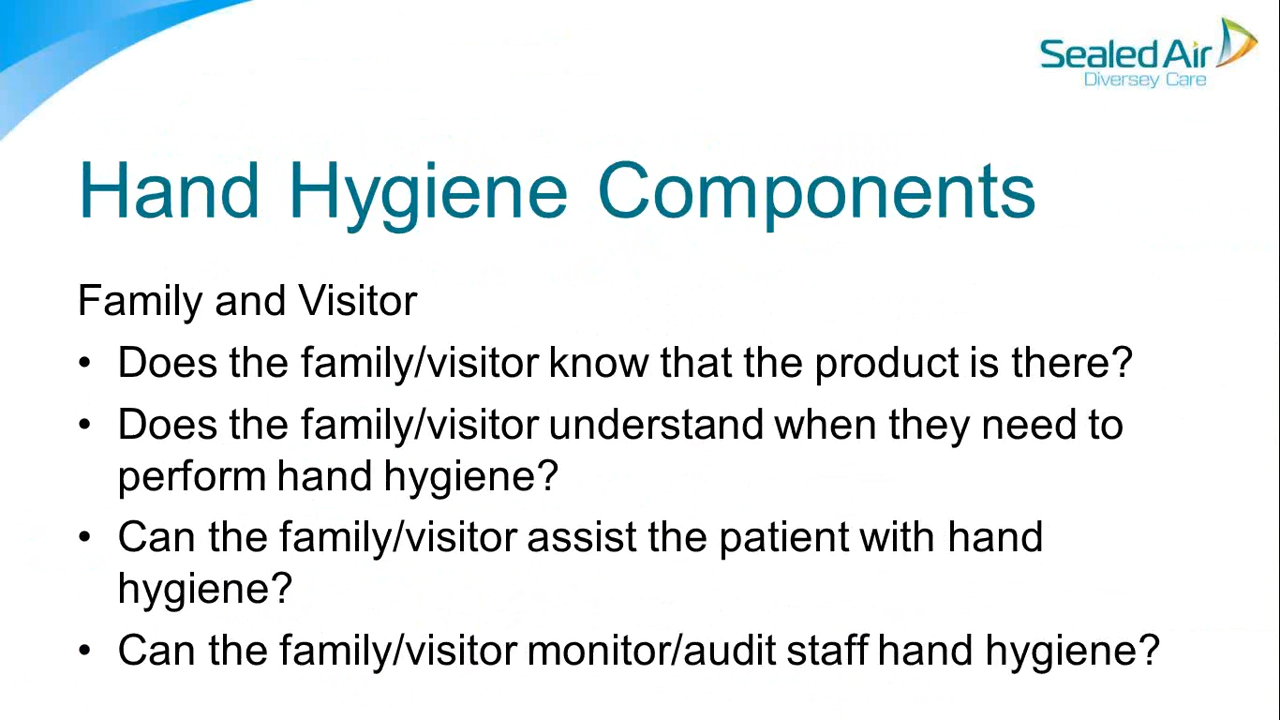 Sealed Air
Diversey Care
Hand Hygiene Components
Family and Visitor
• Does the family/visitor know that the product is there?
• Does the family/visitor understand when they need to
perform hand hygiene?
• Can the family/visitor assist the patient with hand
hygiene?
• Can the family/visitor monitor/audit staff hand hygiene?